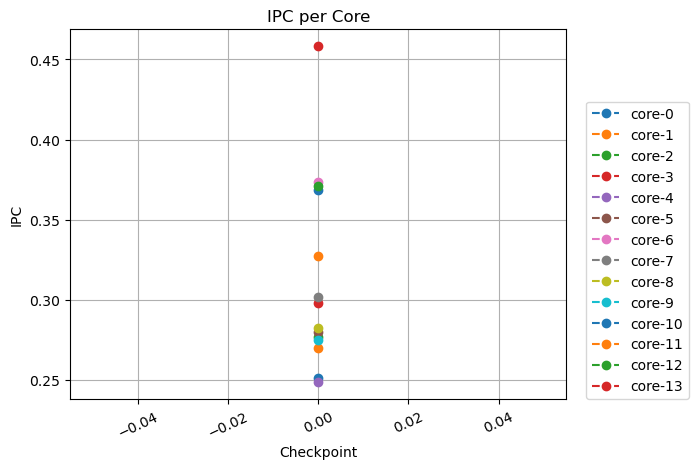 IPC per Core
0.45
0.40
0.35
0.30
0.25
IPC
−0.04
−0.02
0.00
0.02
0.04
Checkpoint
core-0
core-1
core-2
core-3
core-4
core-5
core-6
core-7
core-8
core-9
core-10
core-11
core-12
core-13